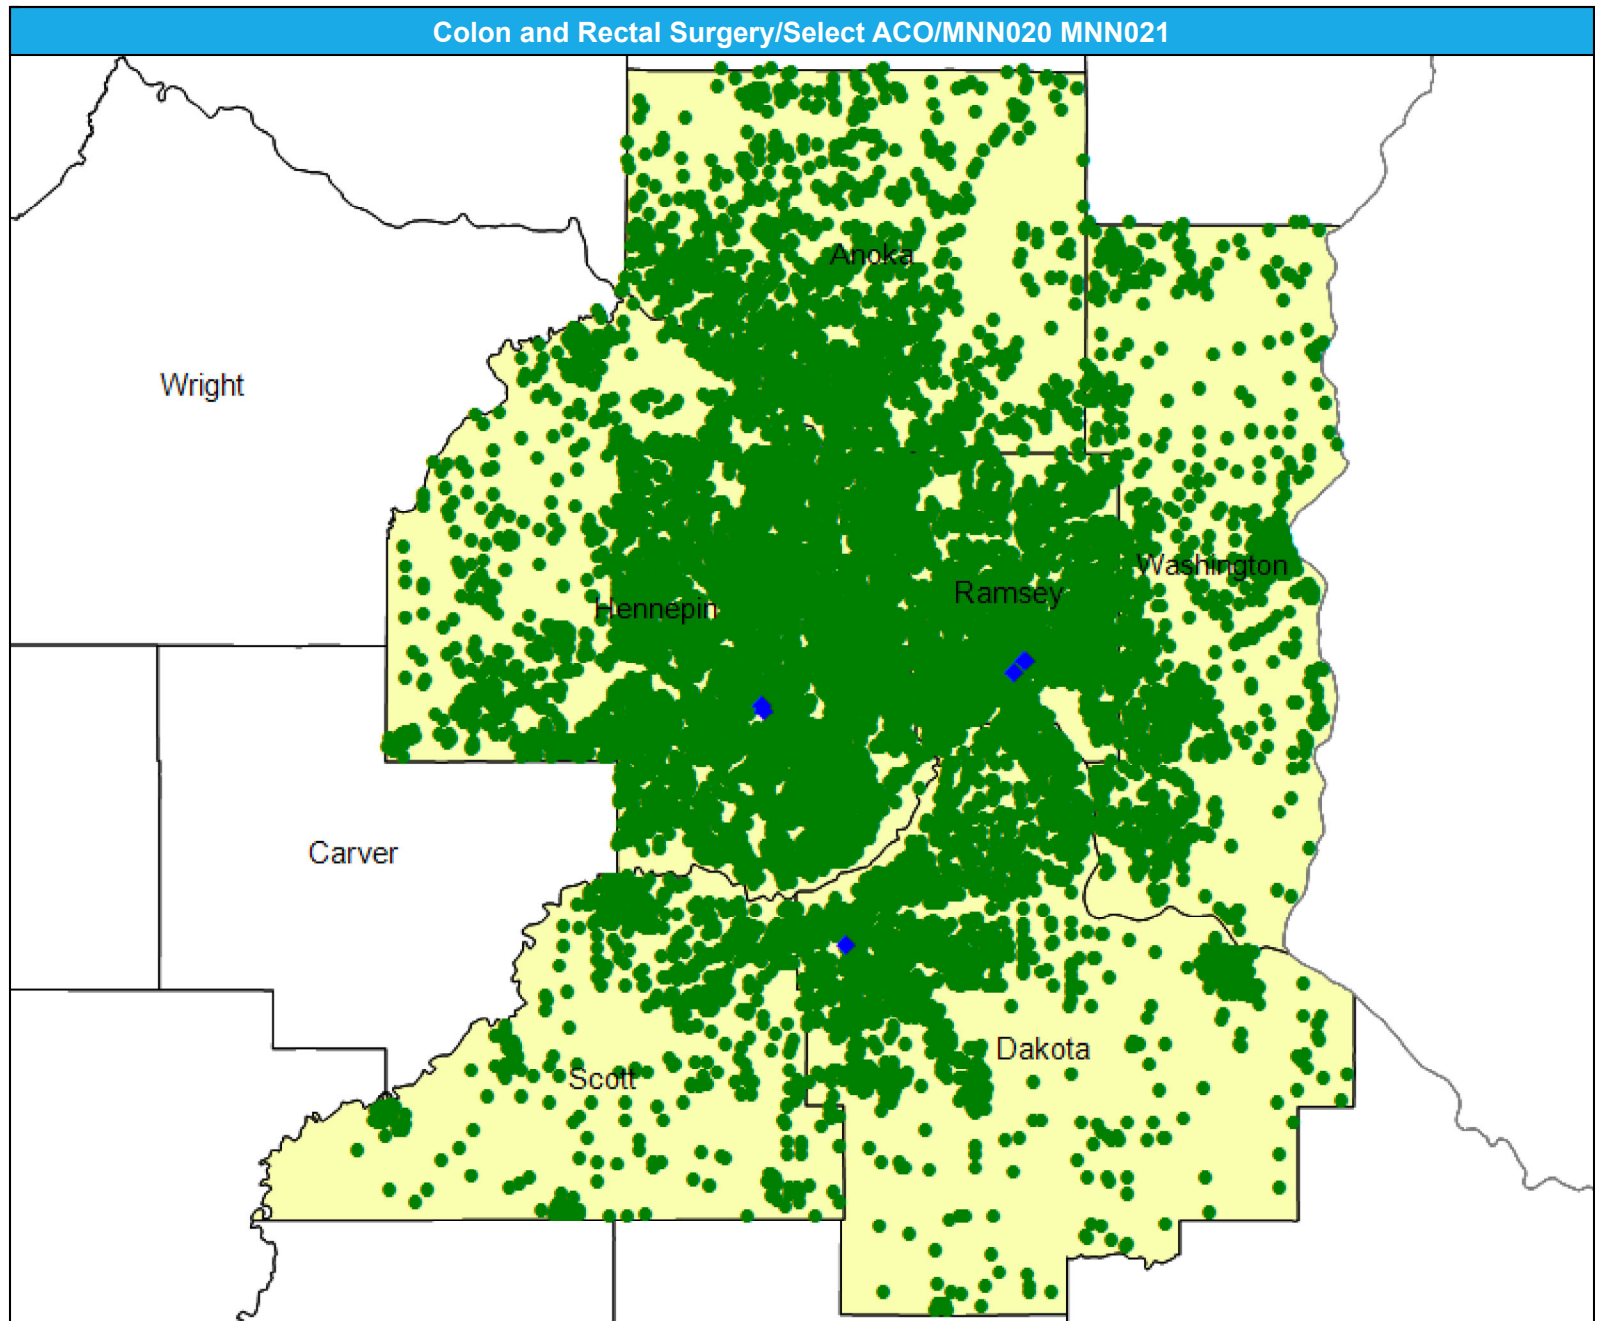 Colon and Rectal Surgery/Select ACO/MNN020 MNN021
Anoka
Wright
Washington
Ramsey
Hennepin
Carver
Dakota
Scott